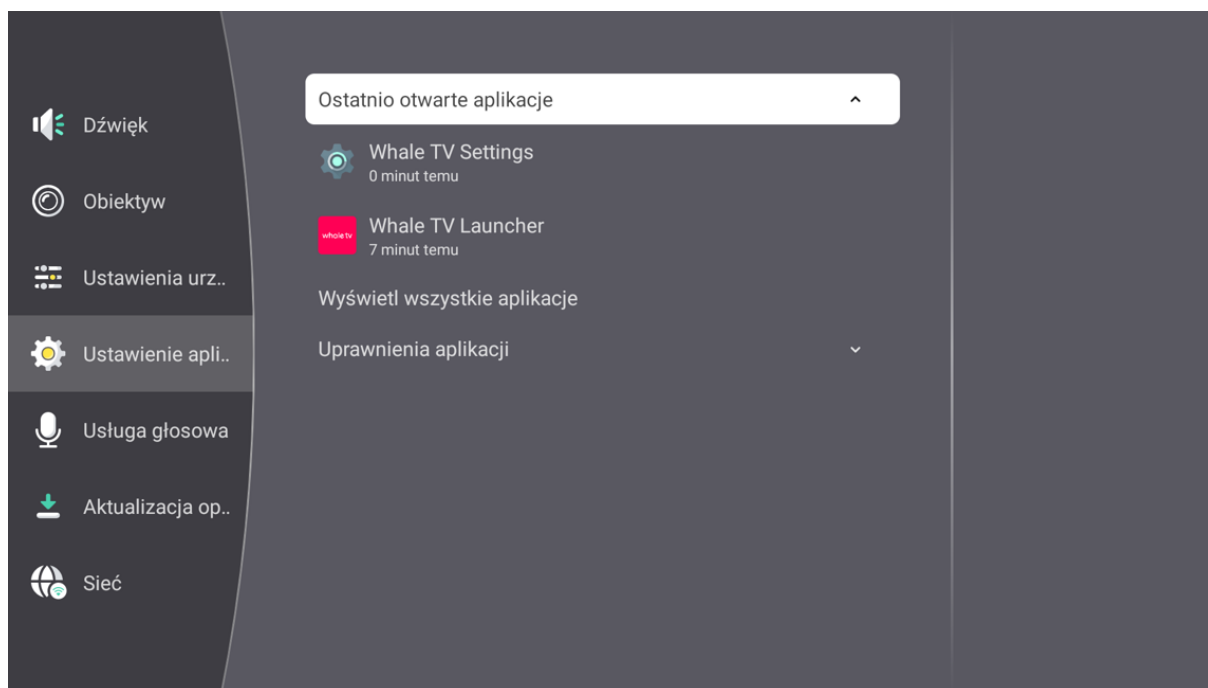 Dźwięk
Obiektyw
Ustawienia urz..
Ustawienie apli..
Usługa głosowa
Aktualizacja op..
Sieć
Ostatnio otwarte aplikacje
Whale TV Settings
0 minut temu
whale tv
Whale TV Launcher
7 minut temu
Wyświetl wszystkie aplikacje
Uprawnienia aplikacji